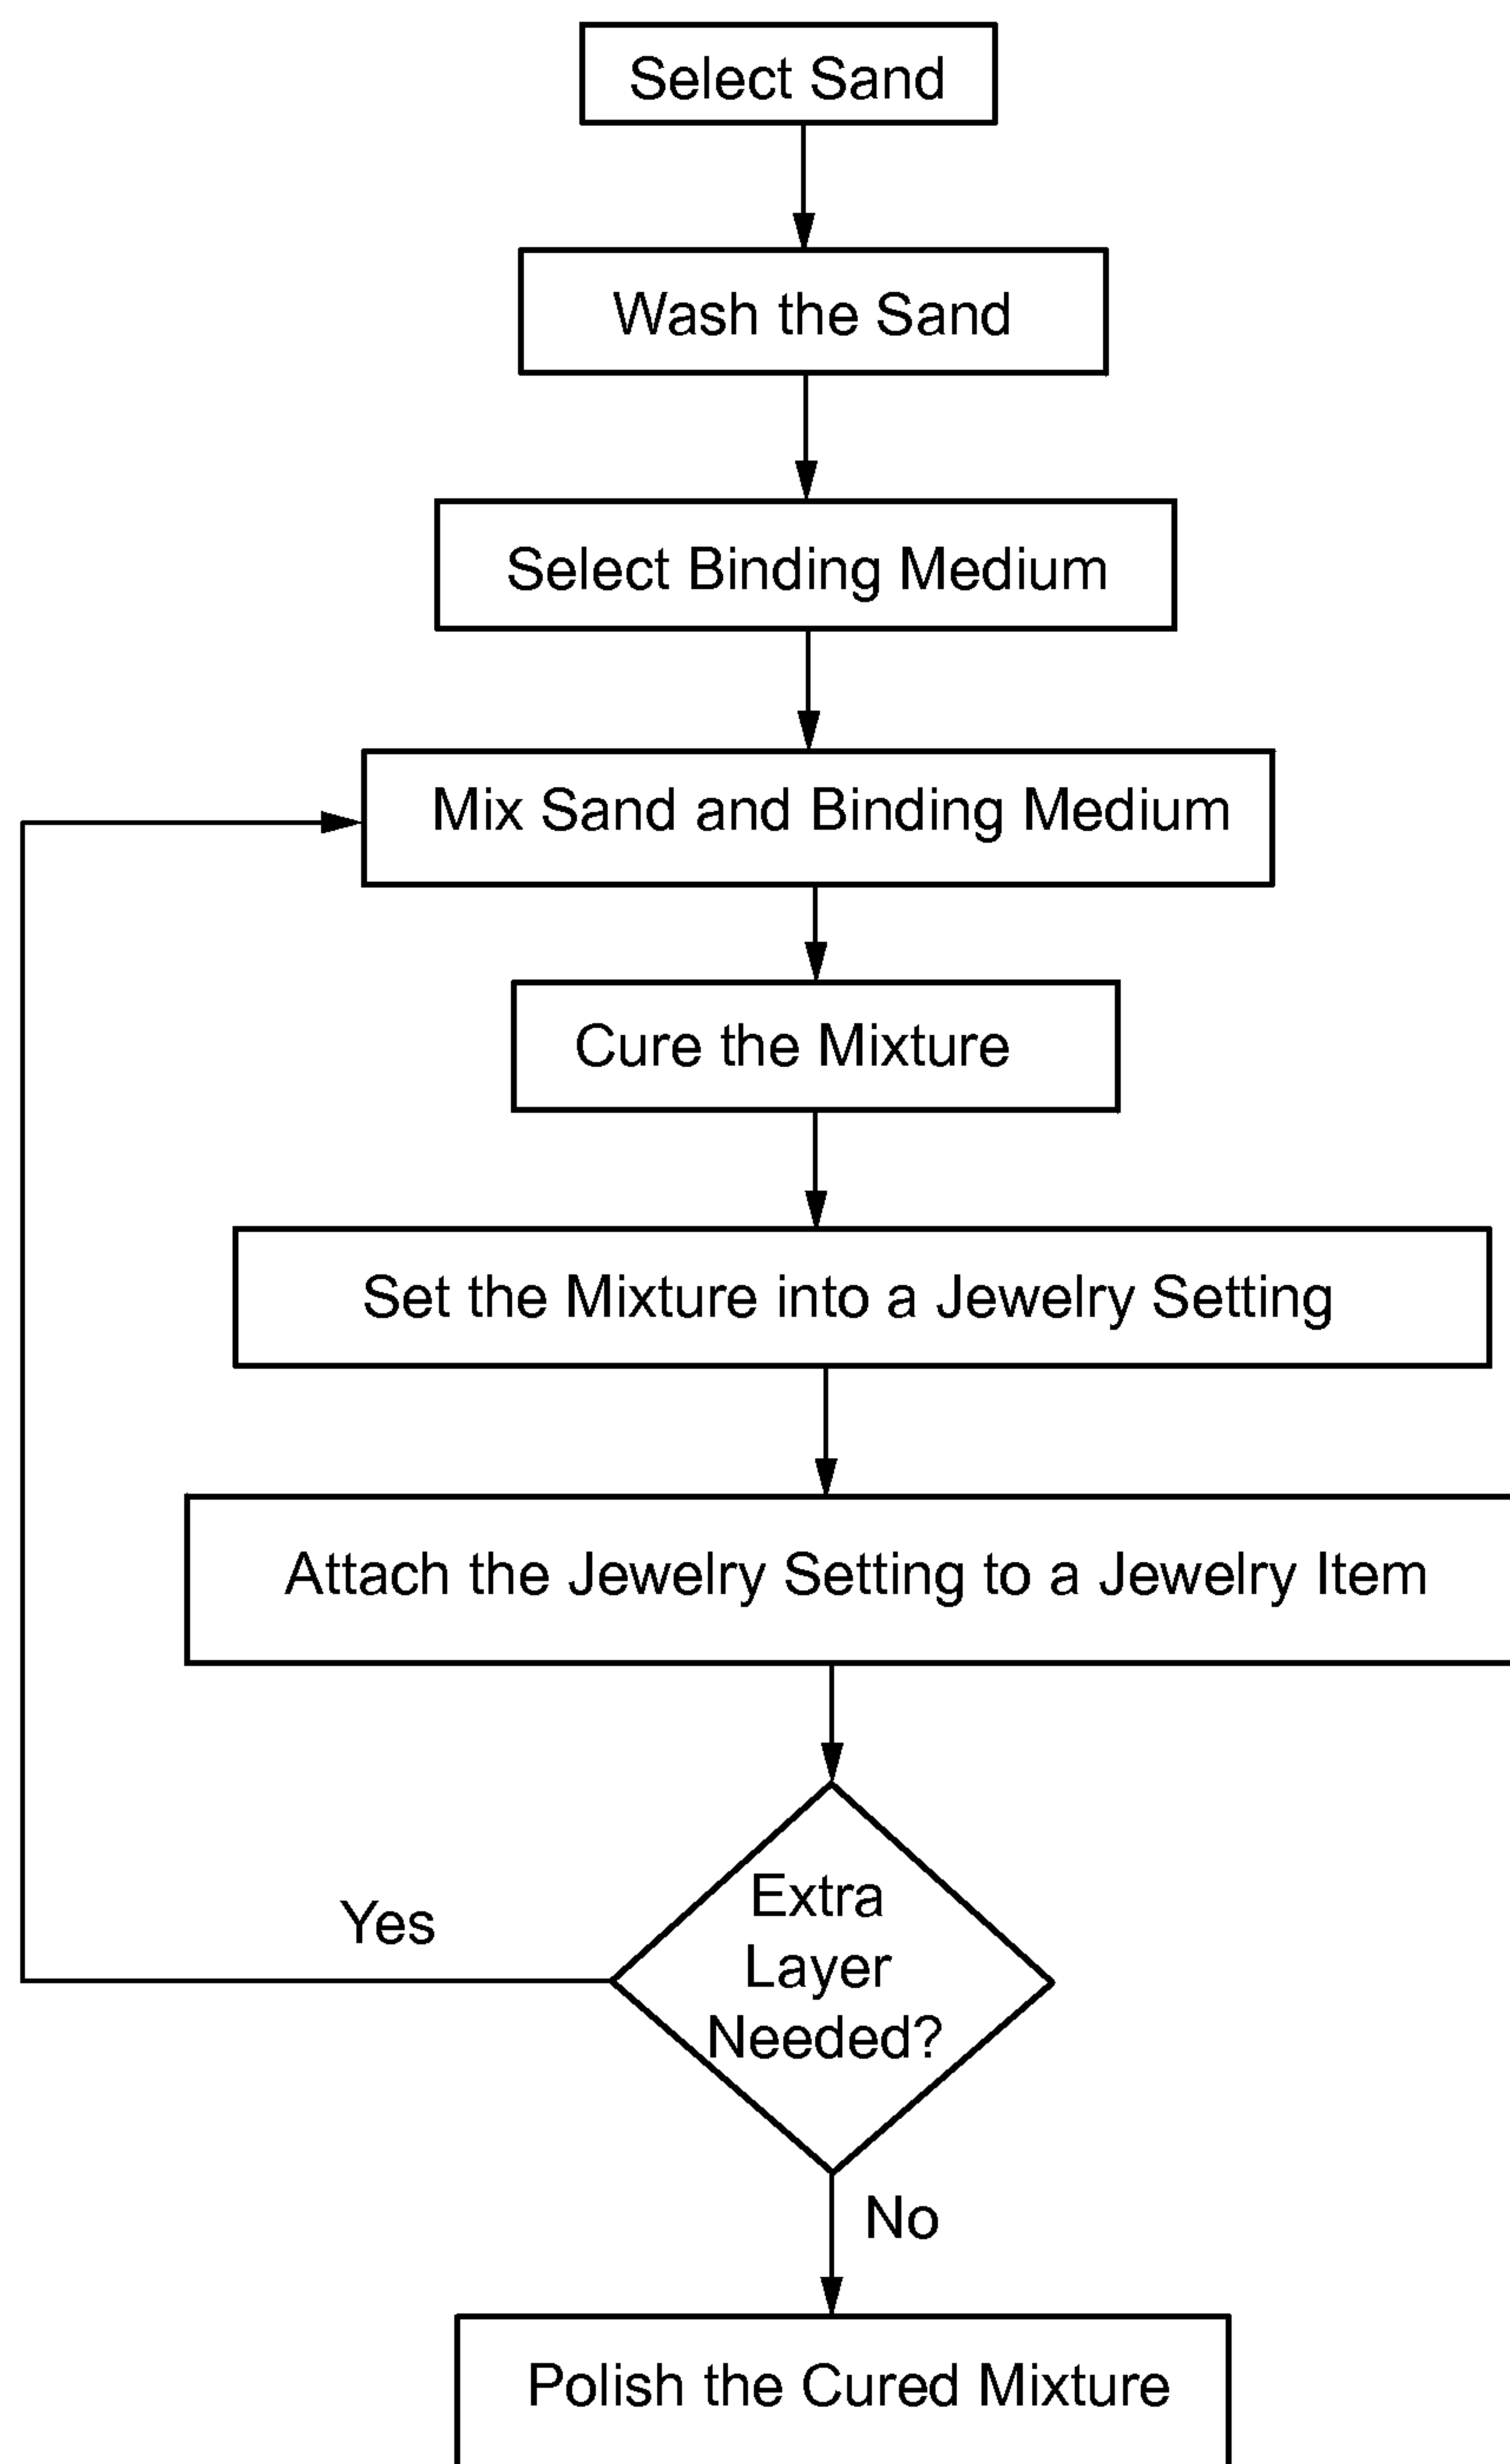 Select Sand
Wash the Sand
Select Binding Medium
Mix Sand and Binding Medium
Cure the Mixture
Set the Mixture into a Jewelry Setting
Attach the Jewelry Setting to a Jewelry Item
Extra
Layer
Needed?
Yes
No
Polish the Cured Mixture